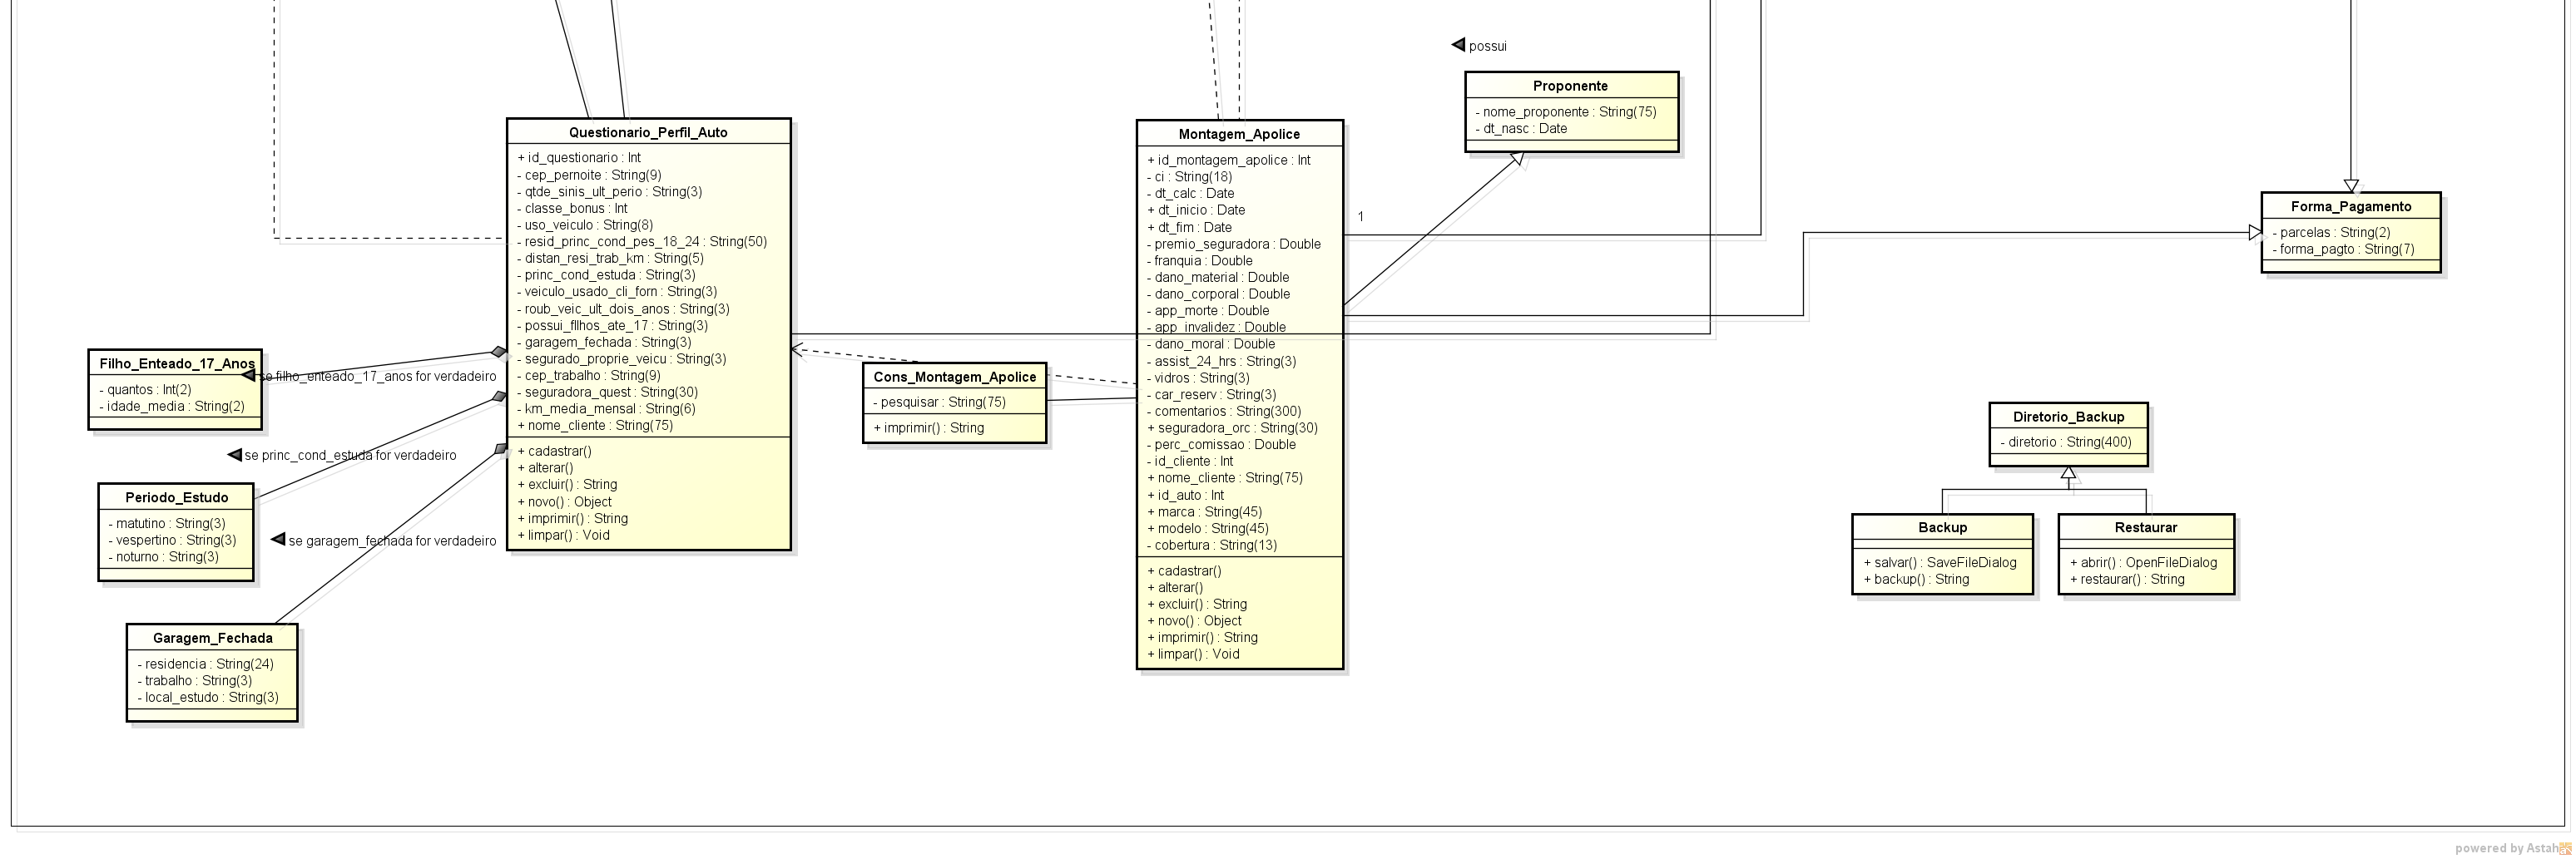 possui
Proponente
- nome_proponente : String(75)
- dt_nasc : Date
Questionario_Perfil_Auto
+ id_questionario : Int
- cep_pernoite : String(9)
- qtde_sinis_ult_perio : String(3)
- classe_bonus : Int
- uso_veiculo : String(8)
- resid_princ_cond_pes_18_24 : String(50)
- distan_resi_trab_km : String(5)
- princ_cond_estuda : String(3)
- veiculo_usado_cli_forn : String(3)
- roub_veic_ult_dois_anos : String(3)
- possui_filhos_ate_17 : String(3)
- garagem_fechada : String(3)
- segurado_proprie_veicu : String(3)
- cep_trabalho : String(9)
- seguradora_quest : String(30)
- km_media_mensal : String(6)
+ nome_cliente : String(75)
+ cadastrar()
+ alterar()
+ excluir() : String
+ novo() : Object
+ imprimir() : String
+ limpar() : Void
Montagem_Apolice
+ id_montagem_apolice : Int
- ci : String(18)
- dt_calc : Date
+ dt_inicio : Date
+ dt_fim : Date
- premio_seguradora : Double
- franquia : Double
- dano_material : Double
- dano_corporal : Double
- app_morte : Double
- app_invalidez : Double
- dano_moral : Double
- assist_24_hrs : String(3)
- vidros : String(3)
- car_reserv : String(3)
- comentarios : String(300)
+ seguradora_orc : String(30)
- perc_comissao : Double
- id_cliente : Int
+ nome_cliente : String(75)
+ id_auto : Int
+ marca : String(45)
+ modelo : String(45)
- cobertura : String(13)
+ cadastrar()
+ alterar()
+ excluir() : String
+ novo() : Object
+ imprimir() : String
+ limpar() : Void
1
Forma_Pagamento
- parcelas : String(2)
- forma_pagto : String(7)
Filho_Enteado_17_Anos
- quantos : Int(2)
- idade_media : String(2)
se filho_enteado_17_anos for verdadeiro
Cons_Montagem_Apolice
- pesquisar : String(75)
+ imprimir() : String
se princ_cond_estuda for verdadeiro
Periodo_Estudo
- matutino : String(3)
- vespertino : String(3)
- noturno : String(3)
se garagem_fechada for verdadeiro
Garagem_Fechada
- residencia : String(24)
- trabalho : String(3)
- local_estudo : String(3)
Diretorio_Backup
- diretorio : String(400)
Backup
+ salvar() : SaveFileDialog
+ backup() : String
Restaurar
+ abrir() : OpenFileDialog
+ restaurar() : String
powered by Astah